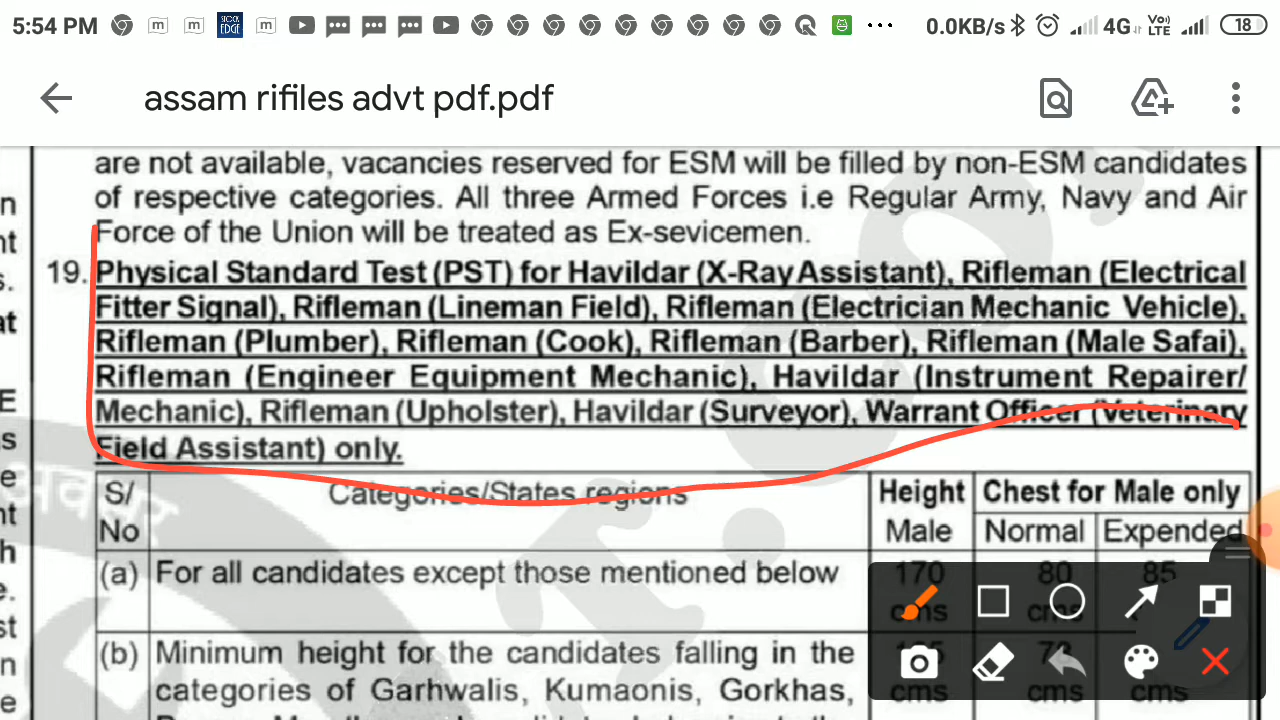 5:54 PM m m STOCK EDGE m 0.0KB/s 4G Vo)) LTE 18
assam rifiles advt pdf.pdf
are not available, vacancies reserved for ESM will be filled by non-ESM candidates
of respective categories. All three Armed Forces i.e Regular Army, Navy and Air
Force of the Union will be treated as Ex-sevicemen.
19. Physical Standard Test (PST) for Havildar (X-Ray Assistant), Rifleman (Electrical
Fitter Signal), Rifleman (Lineman Field), Rifleman (Electrician Mechanic Vehicle),
Rifleman (Plumber), Rifleman (Cook), Rifleman (Barber), Rifleman (Male Safai),
Rifleman (Engineer Equipment Mechanic), Havildar (Instrument Repairer/
Mechanic), Rifleman (Upholster), Havildar (Surveyor), Warrant Officer (Veterinary
Field Assistant) only.
S/ No Categories/States regions Height Male Chest for Male only
Normal Expended
(a) For all candidates except those mentioned below 170 cms 80 cms 85
(b) Minimum height for the candidates falling in the
categories of Garhwalis, Kumaonis, Gorkhas, cms cms cms